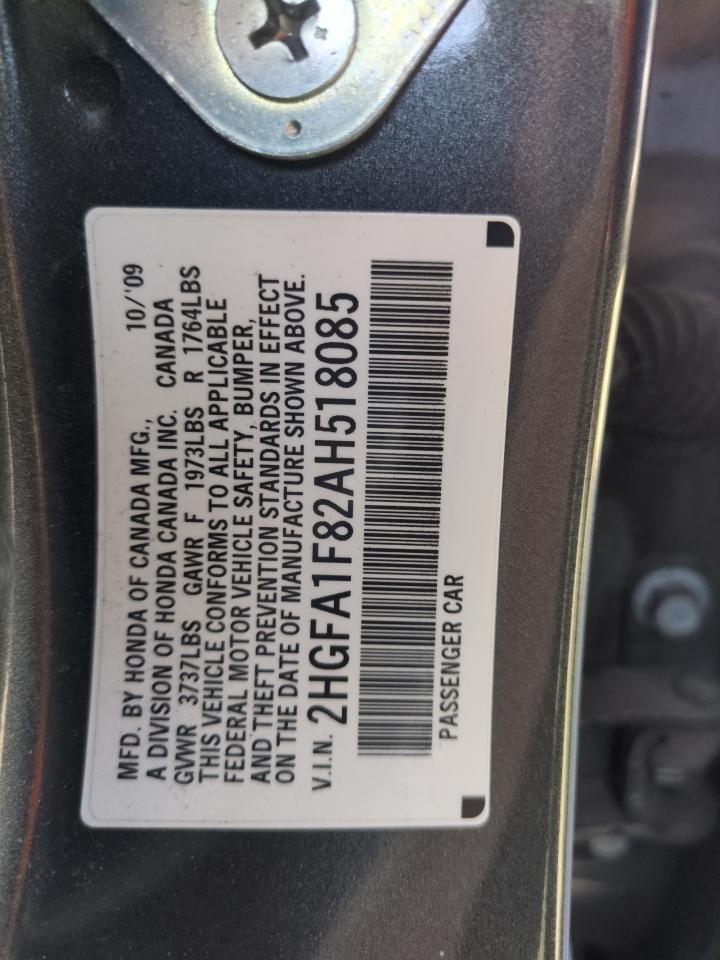 MFD. BY HONDA OF CANADA MFG., 10/'09
A DIVISION OF HONDA CANADA INC. CANADA
GVWR 3737LBS GAWR F 1973LBS R 1764LBS
THIS VEHICLE CONFORMS TO ALL APPLICABLE
FEDERAL MOTOR VEHICLE SAFETY, BUMPER,
AND THEFT PREVENTION STANDARDS IN EFFECT
ON THE DATE OF MANUFACTURE SHOWN ABOVE.
V.I.N. 2HGFA1F82AH518085
PASSENGER CAR